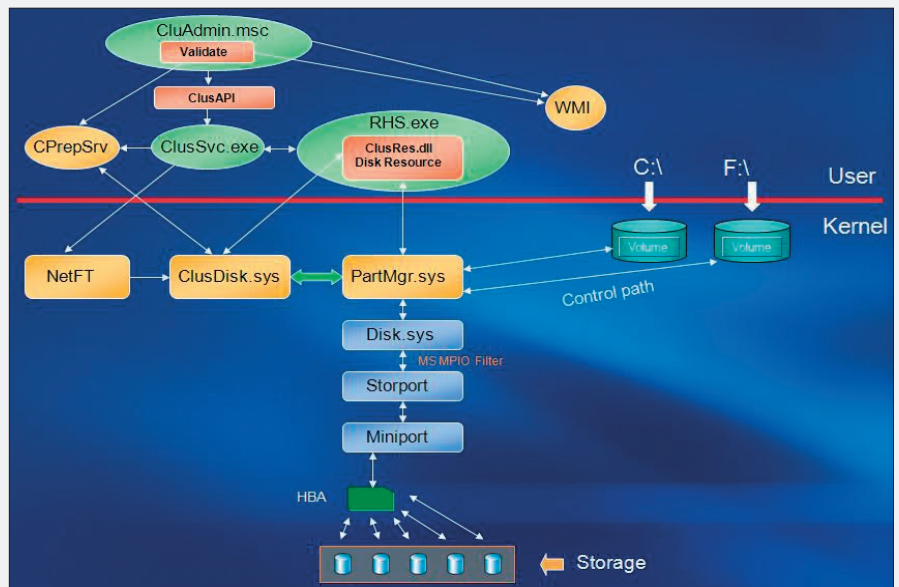 CluAdmin.msc
Validate
ClusAPI
WMI
CPrepSrv
ClusSvc.exe
RHS.exe
ClusRes.dll
Disk Resource
C:\
F:\
User
Kernel
Volume
Volume
NetFT
ClusDisk.sys
PartMgr.sys
Control path
Disk.sys
MS MPIO Filter
Storport
Miniport
HBA
Storage